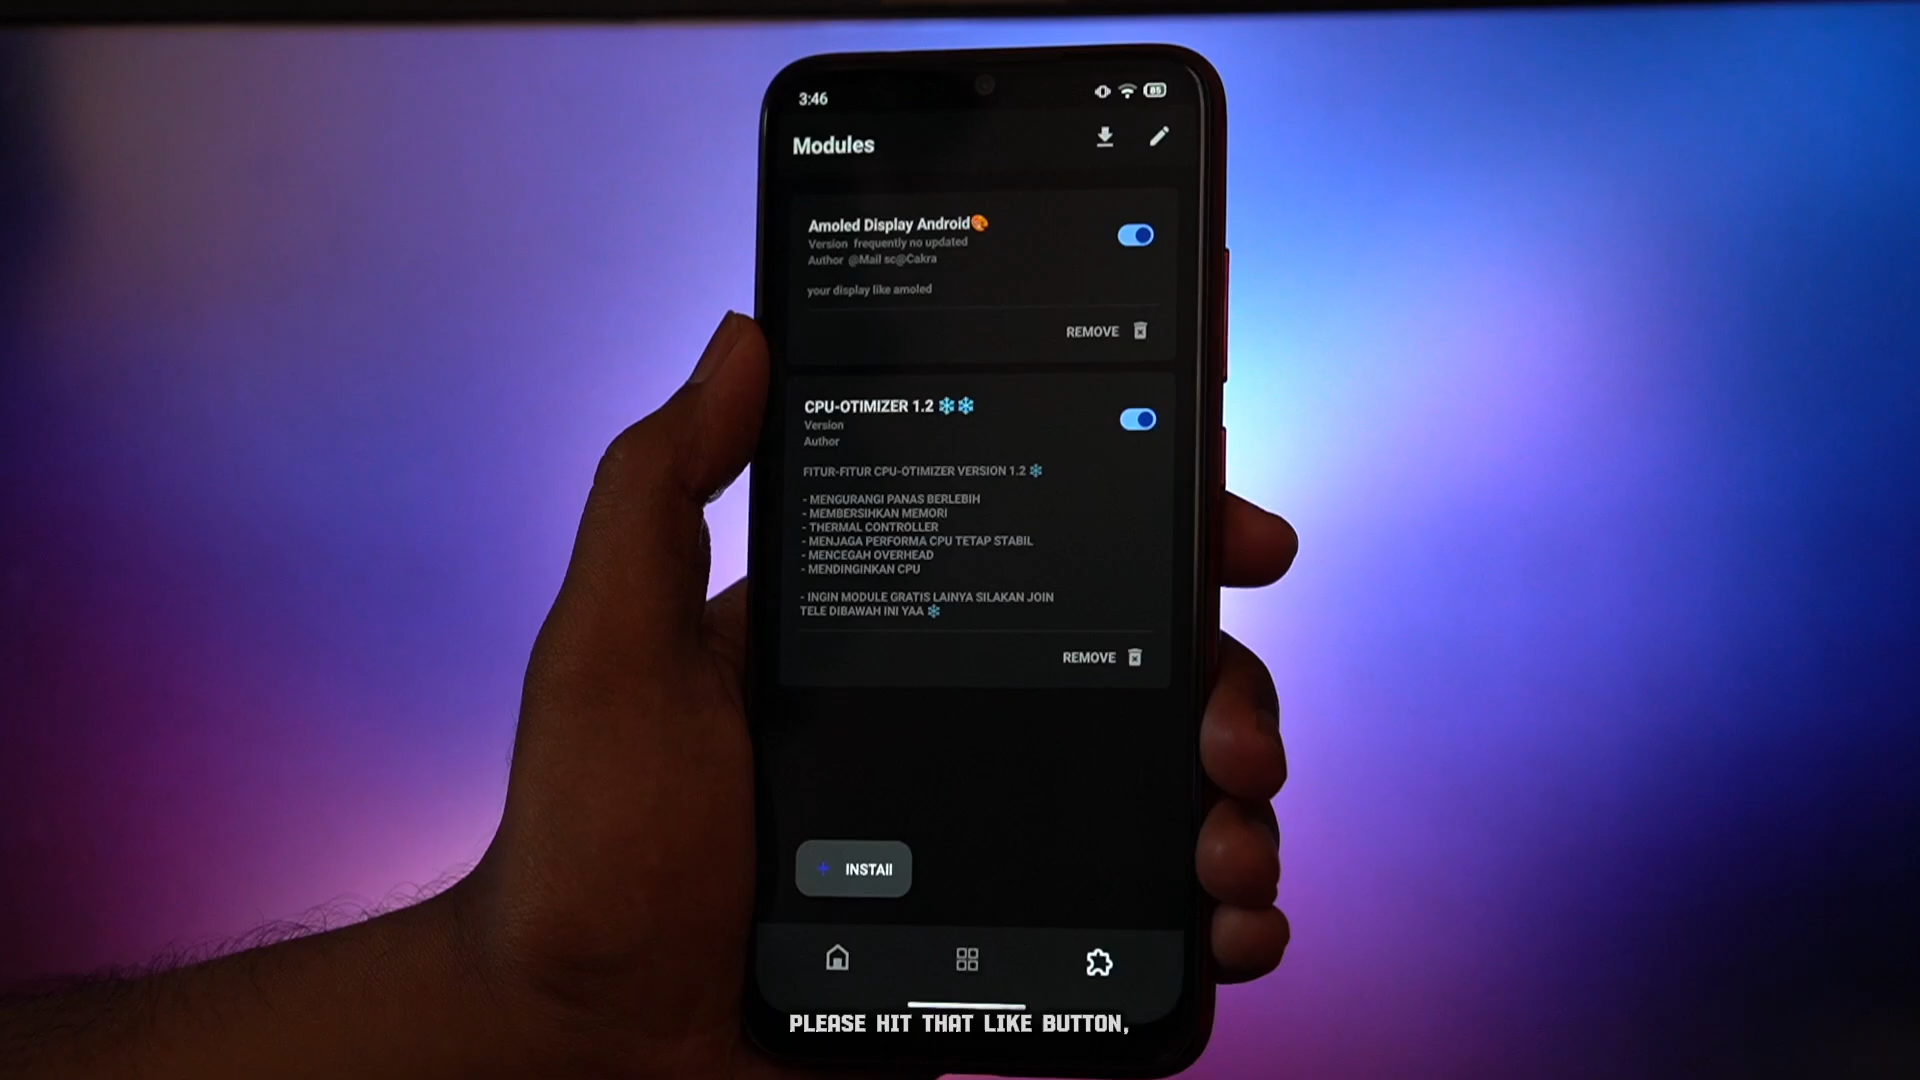 3:46
85
Modules
Amoled Display Android🎨
Version frequently no updated
Author @Mail sc@Cakra
your display like amoled
REMOVE
CPU-OTIMIZER 1.2 ❄️❄️
Version
Author
FITUR-FITUR CPU-OTIMIZER VERSION 1.2 ❄️
- MENGURANGI PANAS BERLEBIH
- MEMBERSIHKAN MEMORI
- THERMAL CONTROLLER
- MENJAGA PERFORMA CPU TETAP STABIL
- MENCEGAH OVERHEAD
- MENDINGINKAN CPU
- INGIN MODULE GRATIS LAINYA SILAKAN JOIN
TELE DIBAWAH INI YAA ❄️
REMOVE
+ INSTAll
PLEASE HIT THAT LIKE BUTTON,